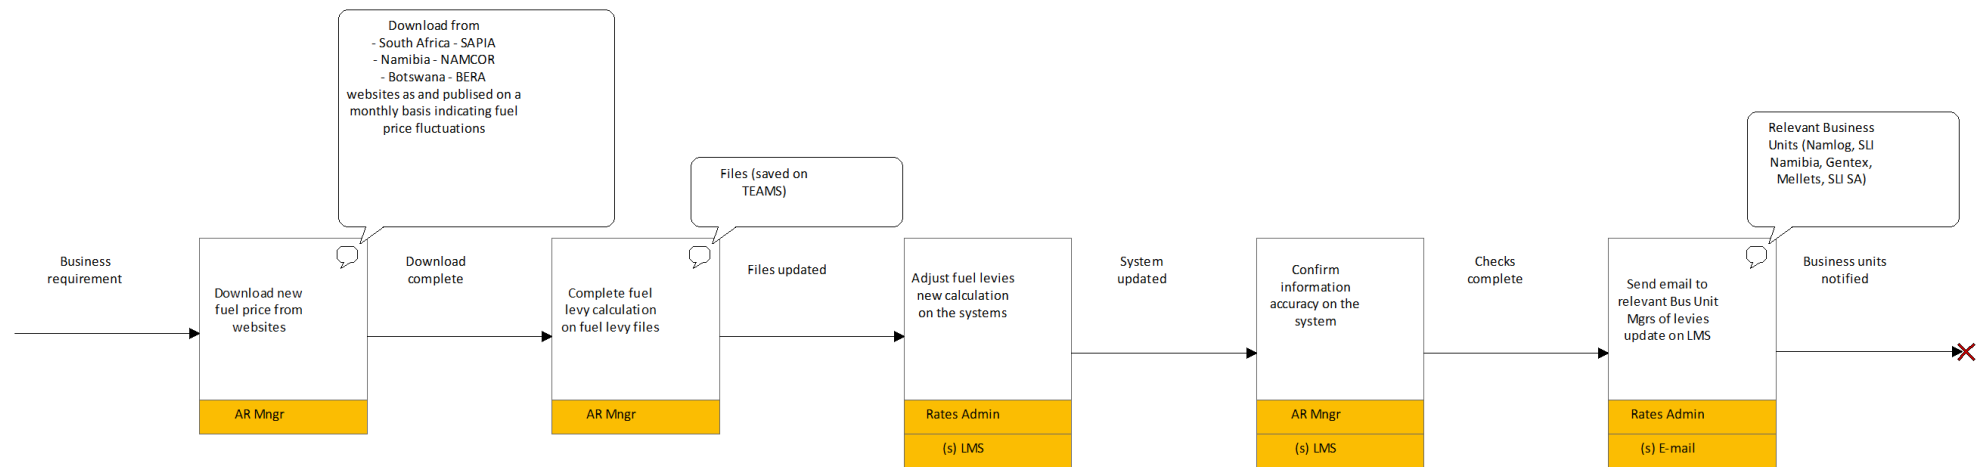 Download from
- South Africa - SAPIA
- Namibia - NAMCOR
- Botswana - BERA
websites as and publised on a
monthly basis indicating fuel
price fluctuations
Relevant Business
Units (Namlog, SLI
Namibia, Gentex,
Mellets, SLI SA)
Files (saved on
TEAMS)
Business
requirement
Download new
fuel price from
websites
AR Mngr
Download
complete
Complete fuel
levy calculation
on fuel levy files
AR Mngr
Files updated
Adjust fuel levies
new calculation
on the systems
Rates Admin
(s) LMS
System
updated
Confirm
information
accuracy on the
system
AR Mngr
(s) LMS
Checks
complete
Send email to
relevant Bus Unit
Mgrs of levies
update on LMS
Rates Admin
(s) E-mail
Business units
notified